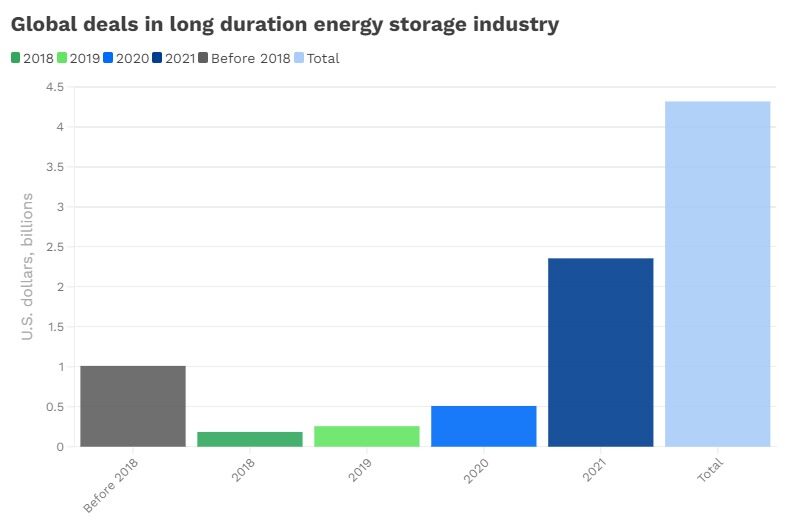 Global deals in long duration energy storage industry
2018 2019 2020 2021 Before 2018 Total
4.5
4
3.5
3
2.5
2
1.5
1
0.5
0
U.S. dollars, billions
Before 2018 2018 2019 2020 2021 Total